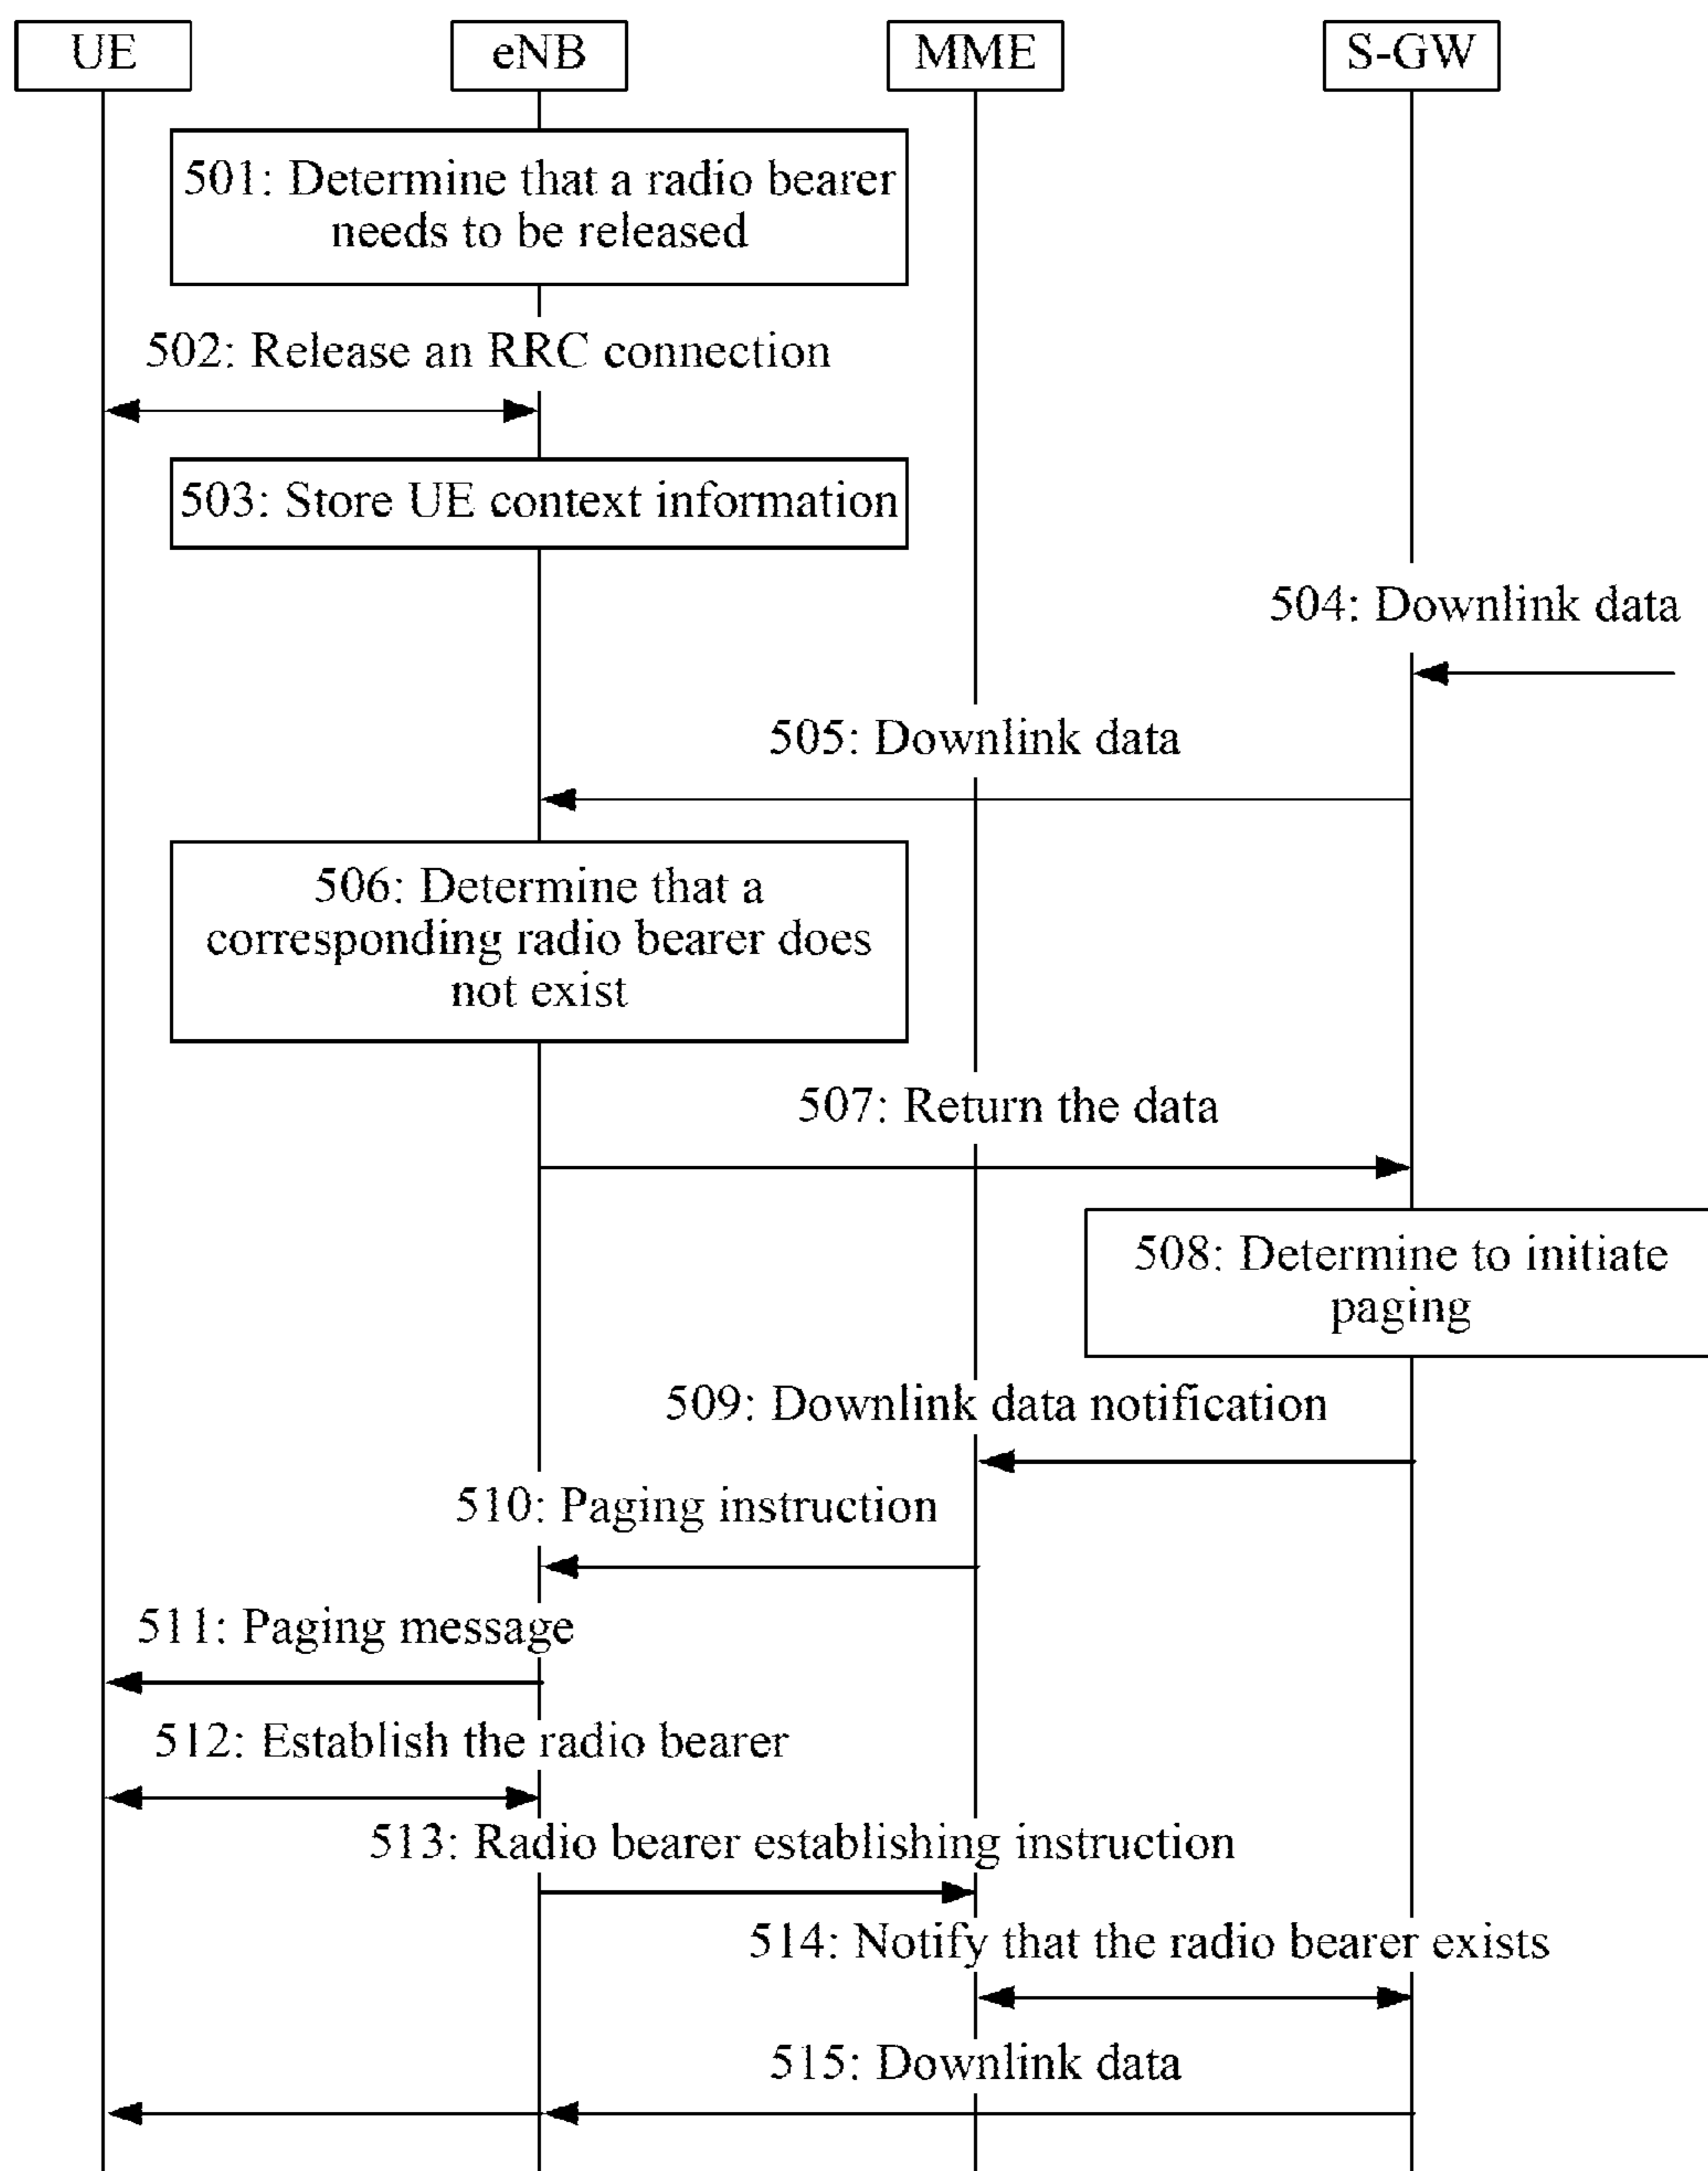 UE
eNB
MME
S-GW
501: Determine that a radio bearer
needs to be released
502: Release an RRC connection
503: Store UE context information
504: Downlink data
505: Downlink data
506: Determine that a
corresponding radio bearer does
not exist
507: Return the data
508: Determine to initiate
paging
509: Downlink data notification
510: Paging instruction
511: Paging message
512: Establish the radio bearer
513: Radio bearer establishing instruction
514: Notify that the radio bearer exists
515: Downlink data